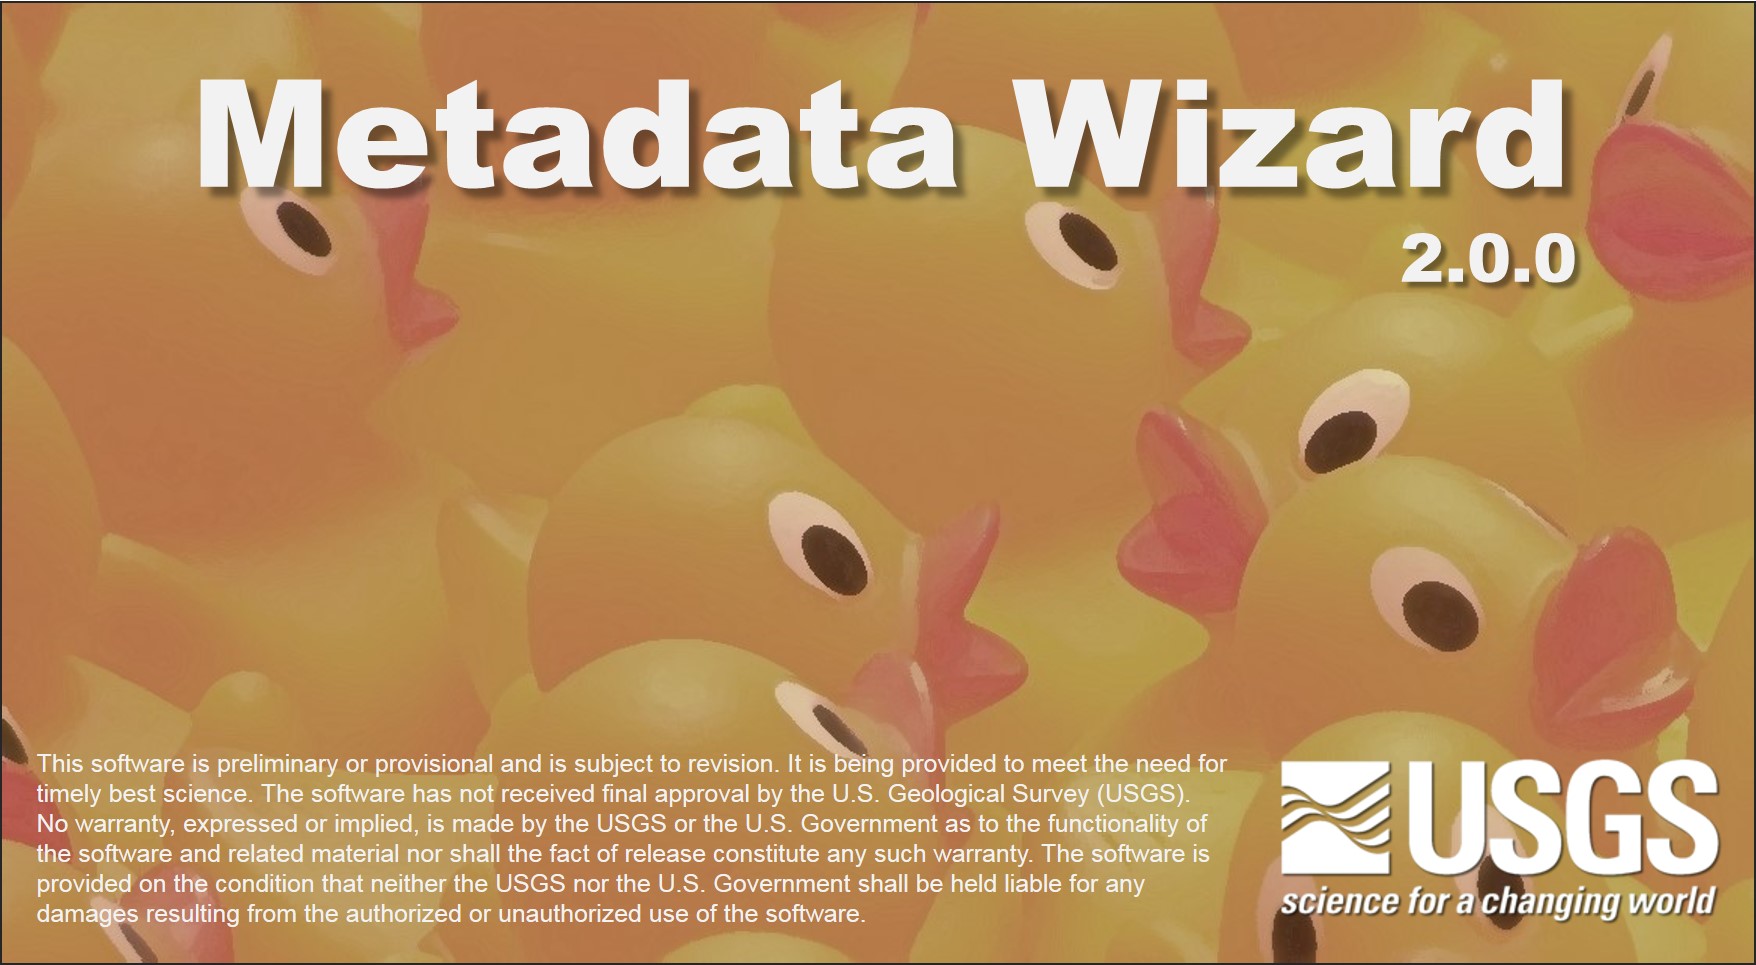 Metadata Wizard
2.0.0
This software is preliminary or provisional and is subject to revision. It is being provided to meet the need for
timely best science. The software has not received final approval by the U.S. Geological Survey (USGS).
No warranty, expressed or implied, is made by the USGS or the U.S. Government as to the functionality of
the software and related material nor shall the fact of release constitute any such warranty. The software is
provided on the condition that neither the USGS nor the U.S. Government shall be held liable for any
damages resulting from the authorized or unauthorized use of the software.
USGS
science for a changing world